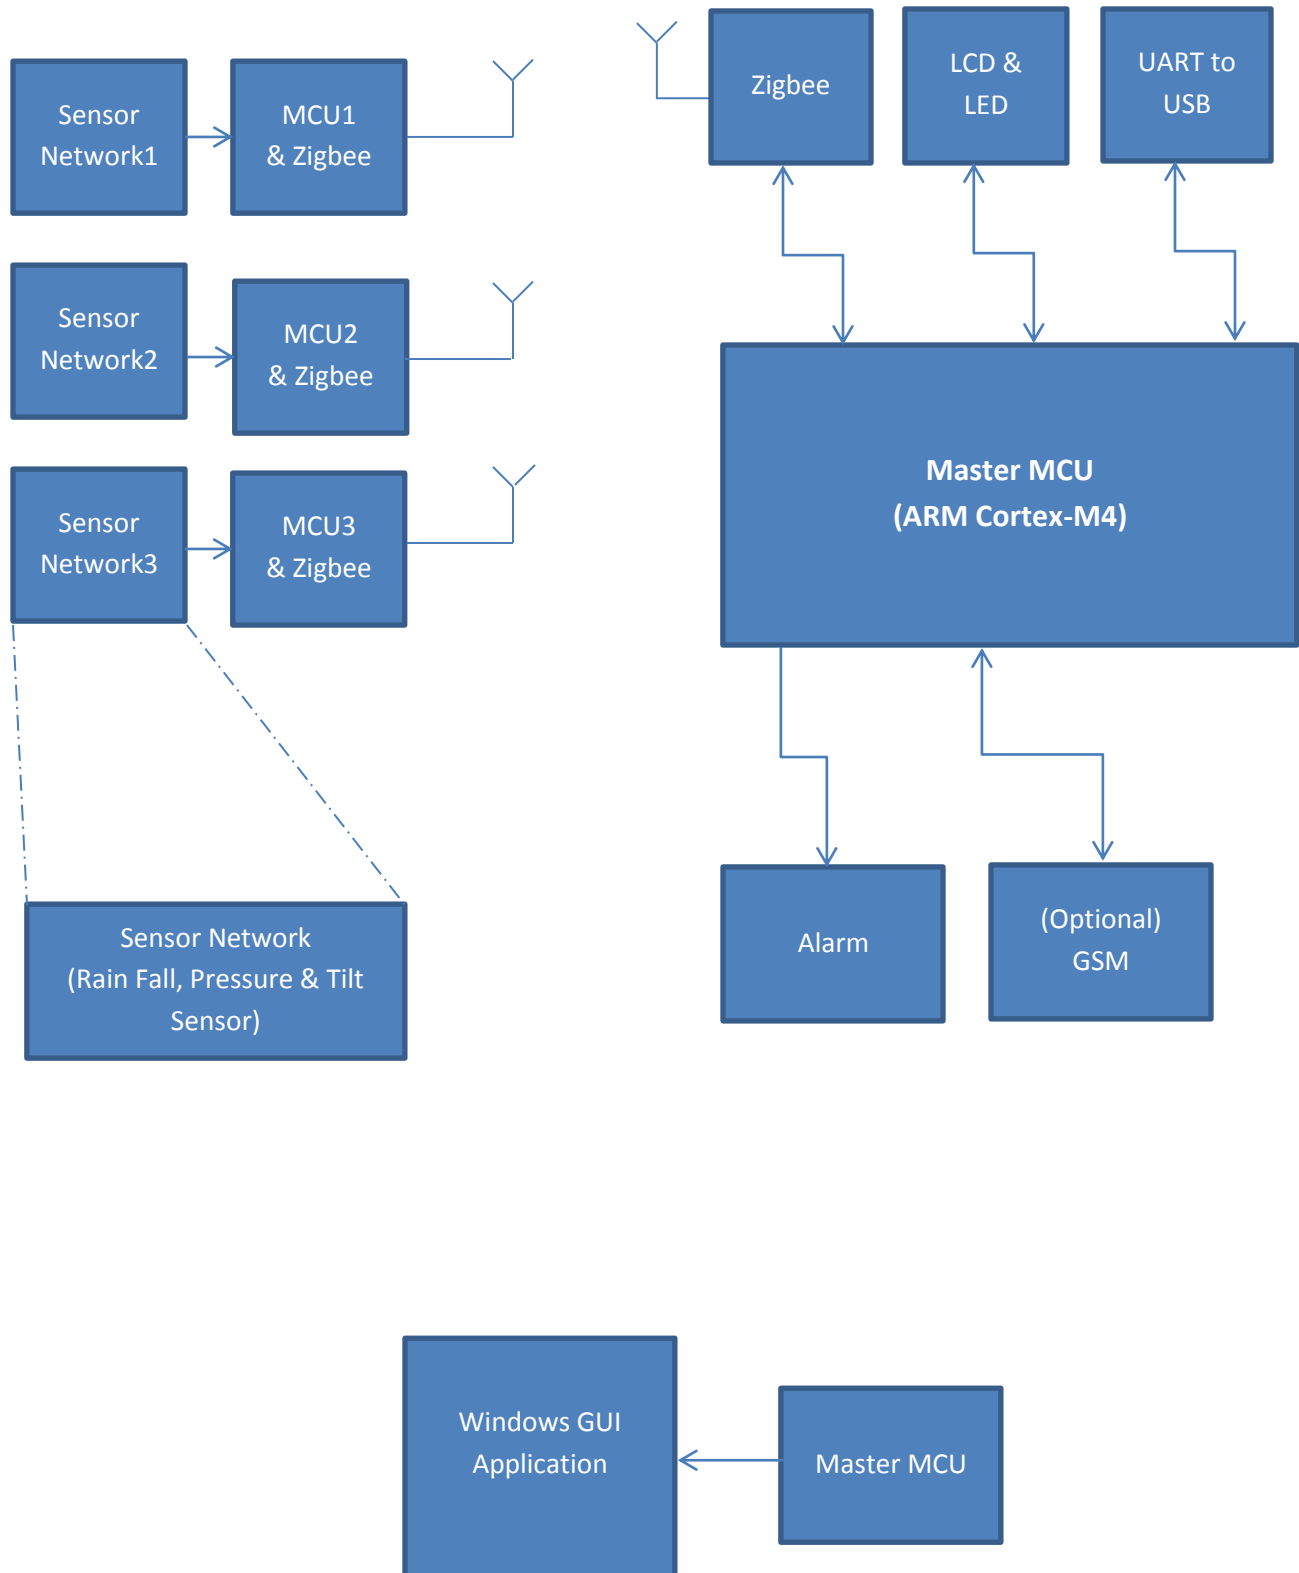 Sensor
Network1
MCU1
& Zigbee
Zigbee
LCD &
LED
UART to
USB
Sensor
Network2
MCU2
& Zigbee
Sensor
Network3
MCU3
& Zigbee
Master MCU
(ARM Cortex-M4)
Sensor Network
(Rain Fall, Pressure & Tilt
Sensor)
Alarm
(Optional)
GSM
Windows GUI
Application
Master MCU